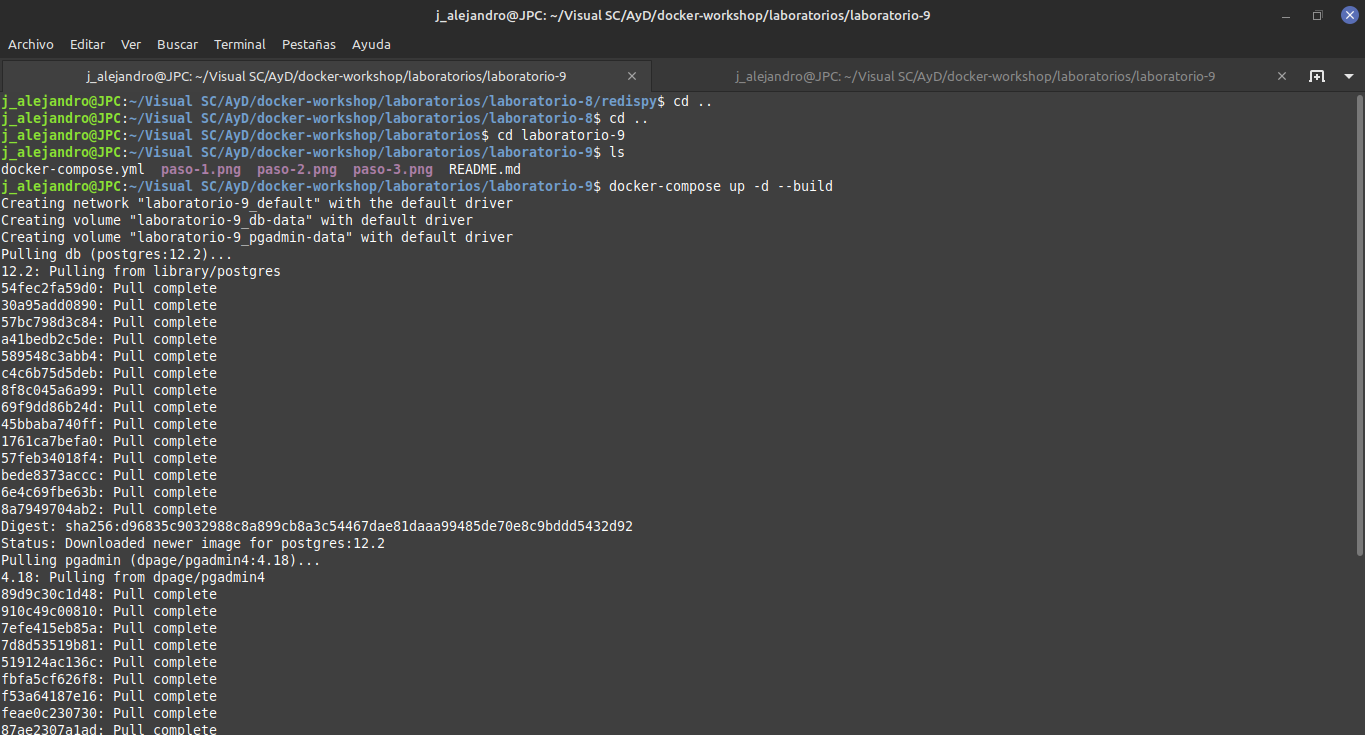 j_alejandro@JPC: ~/Visual SC/AyD/docker-workshop/laboratorios/laboratorio-9
Archivo Editar Ver Buscar Terminal Pestañas Ayuda
j_alejandro@JPC: ~/Visual SC/AyD/docker-workshop/laboratorios/laboratorio-9 j_alejandro@JPC: ~/Visual SC/AyD/docker-workshop/laboratorios/laboratorio-9
j_alejandro@JPC:~/Visual SC/AyD/docker-workshop/laboratorios/laboratorio-8/redispy$ cd ..
j_alejandro@JPC:~/Visual SC/AyD/docker-workshop/laboratorios/laboratorio-8$ cd ..
j_alejandro@JPC:~/Visual SC/AyD/docker-workshop/laboratorios$ cd laboratorio-9
j_alejandro@JPC:~/Visual SC/AyD/docker-workshop/laboratorios/laboratorio-9$ ls
docker-compose.yml paso-1.png paso-2.png paso-3.png README.md
j_alejandro@JPC:~/Visual SC/AyD/docker-workshop/laboratorios/laboratorio-9$ docker-compose up -d --build
Creating network "laboratorio-9_default" with the default driver
Creating volume "laboratorio-9_db-data" with default driver
Creating volume "laboratorio-9_pgadmin-data" with default driver
Pulling db (postgres:12.2)...
12.2: Pulling from library/postgres
54fec2fa59d0: Pull complete
30a95add0890: Pull complete
57bc798d3c84: Pull complete
a41bedb2c5de: Pull complete
589548c3abb4: Pull complete
c4c6b75d5deb: Pull complete
8f8c045a6a99: Pull complete
69f9dd86b24d: Pull complete
45bbaba740ff: Pull complete
1761ca7befa0: Pull complete
57feb34018f4: Pull complete
bede8373accc: Pull complete
6e4c69fbe63b: Pull complete
8a7949704ab2: Pull complete
Digest: sha256:d96835c9032988c8a899cb8a3c54467dae81daaa99485de70e8c9bddd5432d92
Status: Downloaded newer image for postgres:12.2
Pulling pgadmin (dpage/pgadmin4:4.18)...
4.18: Pulling from dpage/pgadmin4
89d9c30c1d48: Pull complete
910c49c00810: Pull complete
7efe415eb85a: Pull complete
7d8d53519b81: Pull complete
519124ac136c: Pull complete
fbfa5cf626f8: Pull complete
f53a64187e16: Pull complete
feae0c230730: Pull complete
87ae2307a1ad: Pull complete